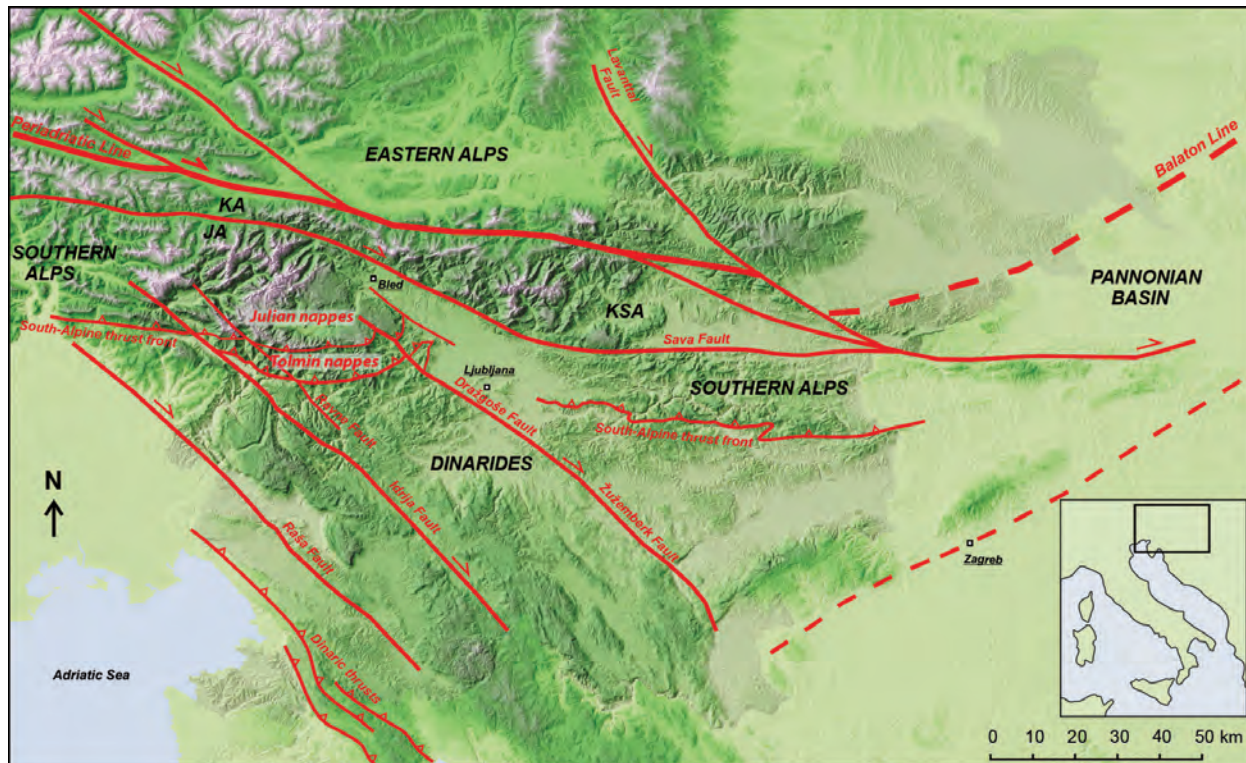 Lavanttal
Fault
Periadriatic Line
EASTERN ALPS
Balaton Line
KA
JA
SOUTHERN
ALPS
Bled
PANNONIAN
BASIN
KSA
Julian nappes
South-Alpine thrust front
Sava Fault
Tolmin nappes
Ljubljana
SOUTHERN ALPS
Dražgoše Fault
Ravne Fault
South-Alpine thrust front
DINARIDES
N
Idrija Fault
Raša Fault
Žužemberk Fault
Zagreb
Dinaric thrusts
Adriatic Sea
0 10 20 30 40 50 km